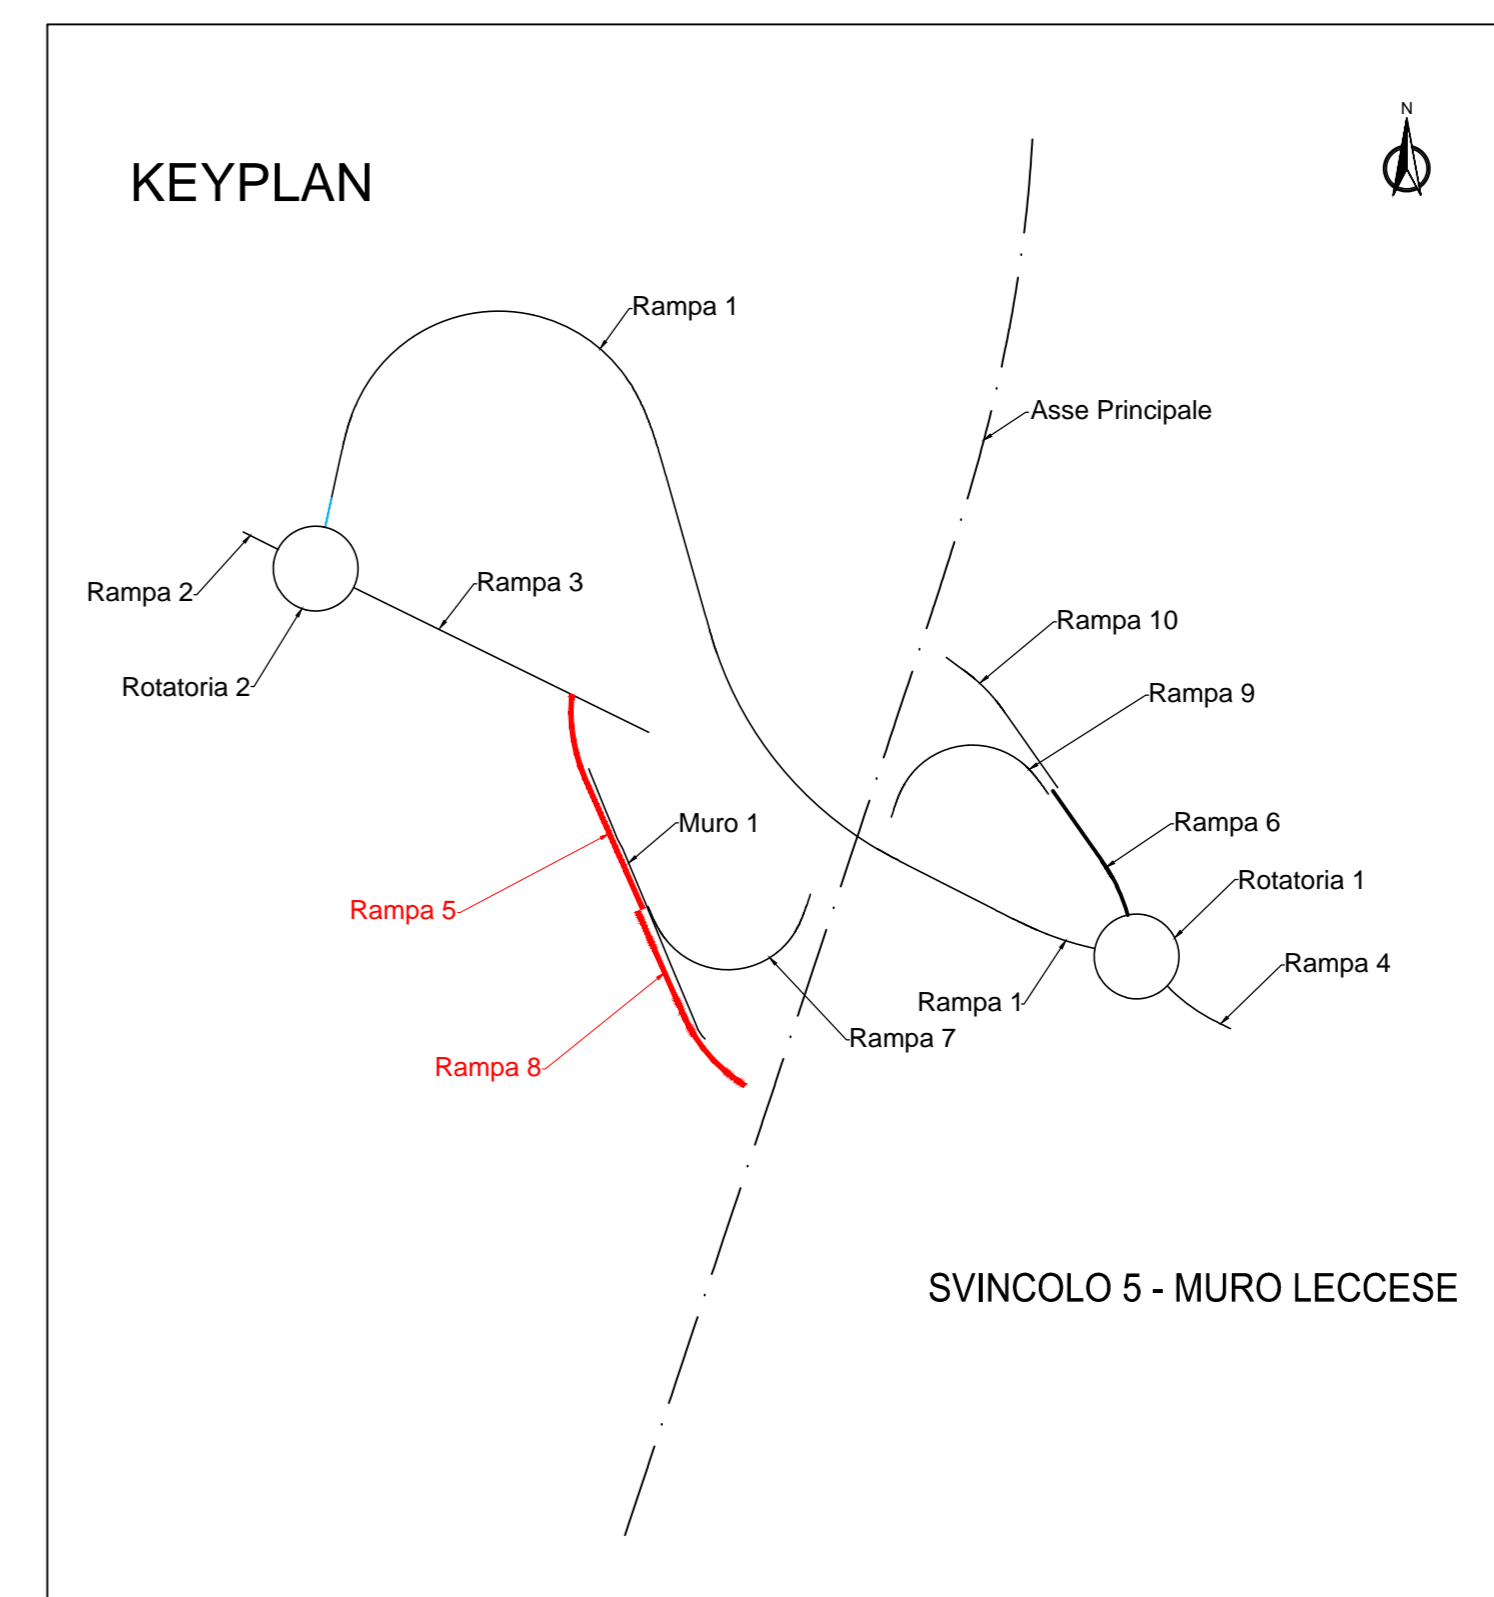 N
KEYPLAN
Rampa 1
Asse Principale
Rampa 3
Rampa 2
Rampa 10
Rotatoria 2
Rampa 9
Muro 1
Rampa 6
Rotatoria 1
Rampa 5
Rampa 4
Rampa 1
Rampa 7
Rampa 8
SVINCOLO 5 - MURO LECCESE